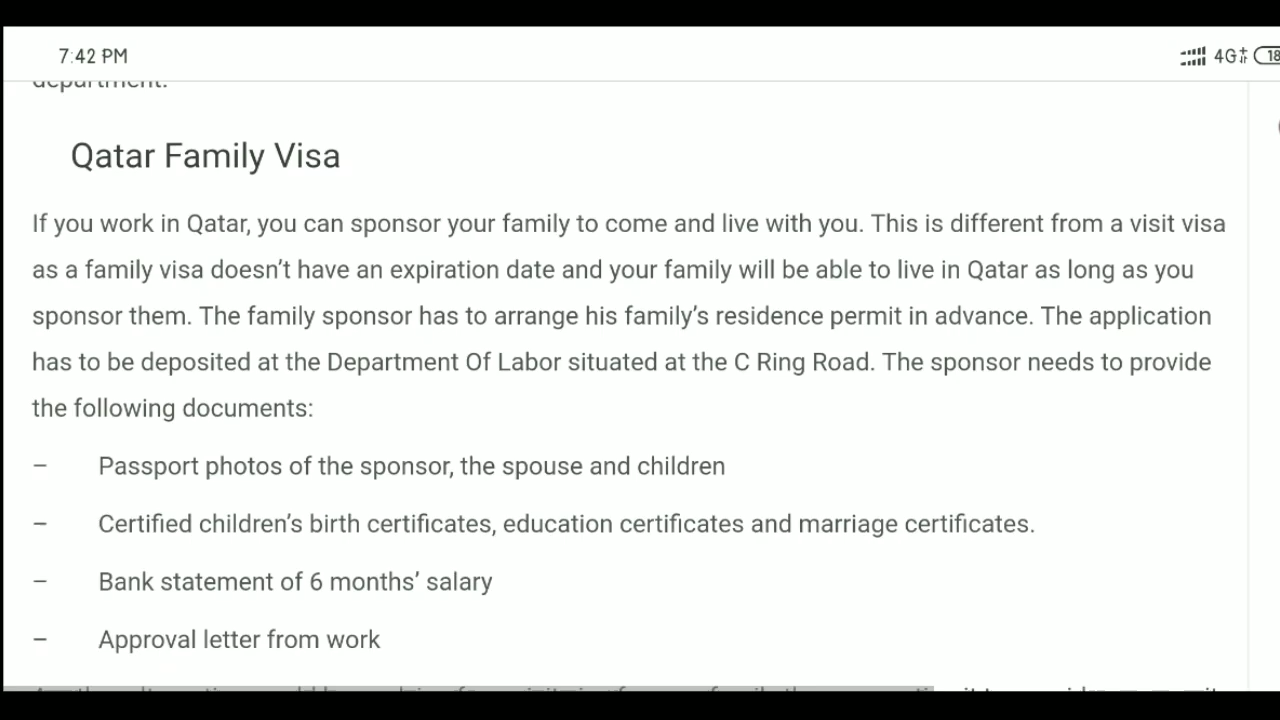 7:42 PM
4G
18
department.
Qatar Family Visa
If you work in Qatar, you can sponsor your family to come and live with you. This is different from a visit visa
as a family visa doesn’t have an expiration date and your family will be able to live in Qatar as long as you
sponsor them. The family sponsor has to arrange his family’s residence permit in advance. The application
has to be deposited at the Department Of Labor situated at the C Ring Road. The sponsor needs to provide
the following documents:
– Passport photos of the sponsor, the spouse and children
– Certified children’s birth certificates, education certificates and marriage certificates.
– Bank statement of 6 months’ salary
– Approval letter from work